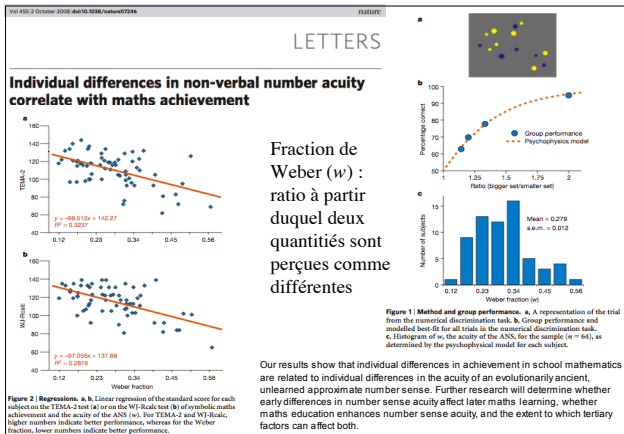 Vol 455|2 October 2008|doi:10.1038/nature07246
nature
LETTERS
Individual differences in non-verbal number acuity
correlate with maths achievement
a
160
140
120
100
80
60
40
TEMA-2
y = –96.512x + 142.27
R² = 0.3237
0.12 0.23 0.34 0.45 0.56
b
160
140
120
100
80
60
40
WJ-Rcalc
y = –97.056x + 137.68
R² = 0.2819
0.12 0.23 0.34 0.45 0.56
Weber fraction
Figure 2 | Regressions. a, b, Linear regression of the standard score for each
subject on the TEMA-2 test (a) or on the WJ-Rcalc test (b) of symbolic maths
achievement and the acuity of the ANS (w). For TEMA-2 and WJ-Rcalc,
higher numbers indicate better performance, whereas for the Weber
fraction, lower numbers indicate better performance.
Fraction de
Weber (w) :
ratio à partir
duquel deux
quantitiés sont
perçues comme
différentes
a
b
100
90
80
70
60
50
Percentage correct
Group performance
Psychophysics model
1 1.25 1.5 1.75 2
Ratio (bigger set/smaller set)
c
15
10
5
0
Number of subjects
Mean = 0.279
s.e.m. = 0.012
0.12 0.23 0.34 0.45 0.56
Weber fraction (w)
Figure 1 | Method and group performance. a, A representation of the trial
from the numerical discrimination task. b, Group performance and
modelled best-fit for all trials in the numerical discrimination task.
c, Histogram of w, the acuity of the ANS, for the sample (n = 64), as
determined by the psychophysical model for each subject.
Our results show that individual differences in achievement in school mathematics
are related to individual differences in the acuity of an evolutionarily ancient,
unlearned approximate number sense. Further research will determine whether
early differences in number sense acuity affect later maths learning, whether
maths education enhances number sense acuity, and the extent to which tertiary
factors can affect both.